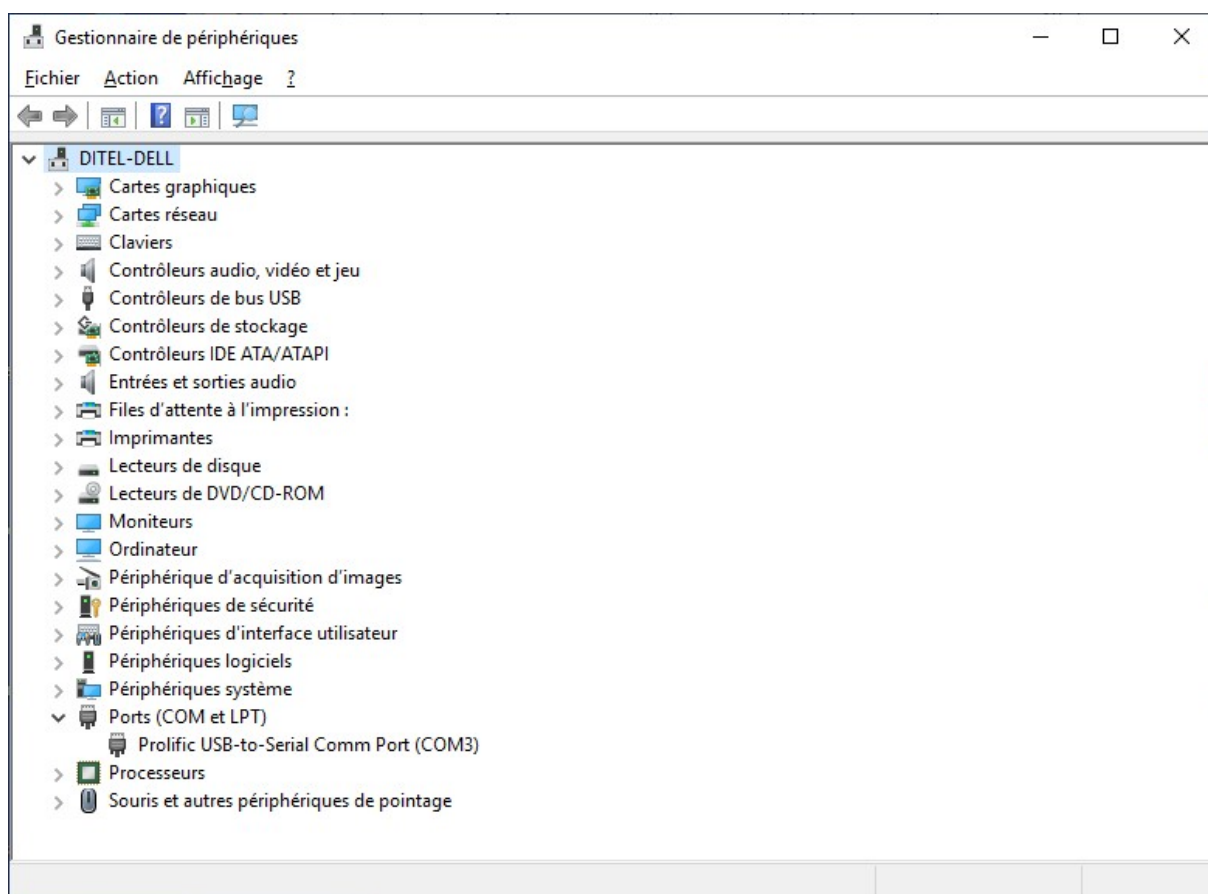 Gestionnaire de périphériques
Fichier Action Affichage ?
DITEL-DELL
Cartes graphiques
Cartes réseau
Claviers
Contrôleurs audio, vidéo et jeu
Contrôleurs de bus USB
Contrôleurs de stockage
Contrôleurs IDE ATA/ATAPI
Entrées et sorties audio
Files d'attente à l'impression :
Imprimantes
Lecteurs de disque
Lecteurs de DVD/CD-ROM
Moniteurs
Ordinateur
Périphérique d'acquisition d'images
Périphériques de sécurité
Périphériques d'interface utilisateur
Périphériques logiciels
Périphériques système
Ports (COM et LPT)
Prolific USB-to-Serial Comm Port (COM3)
Processeurs
Souris et autres périphériques de pointage